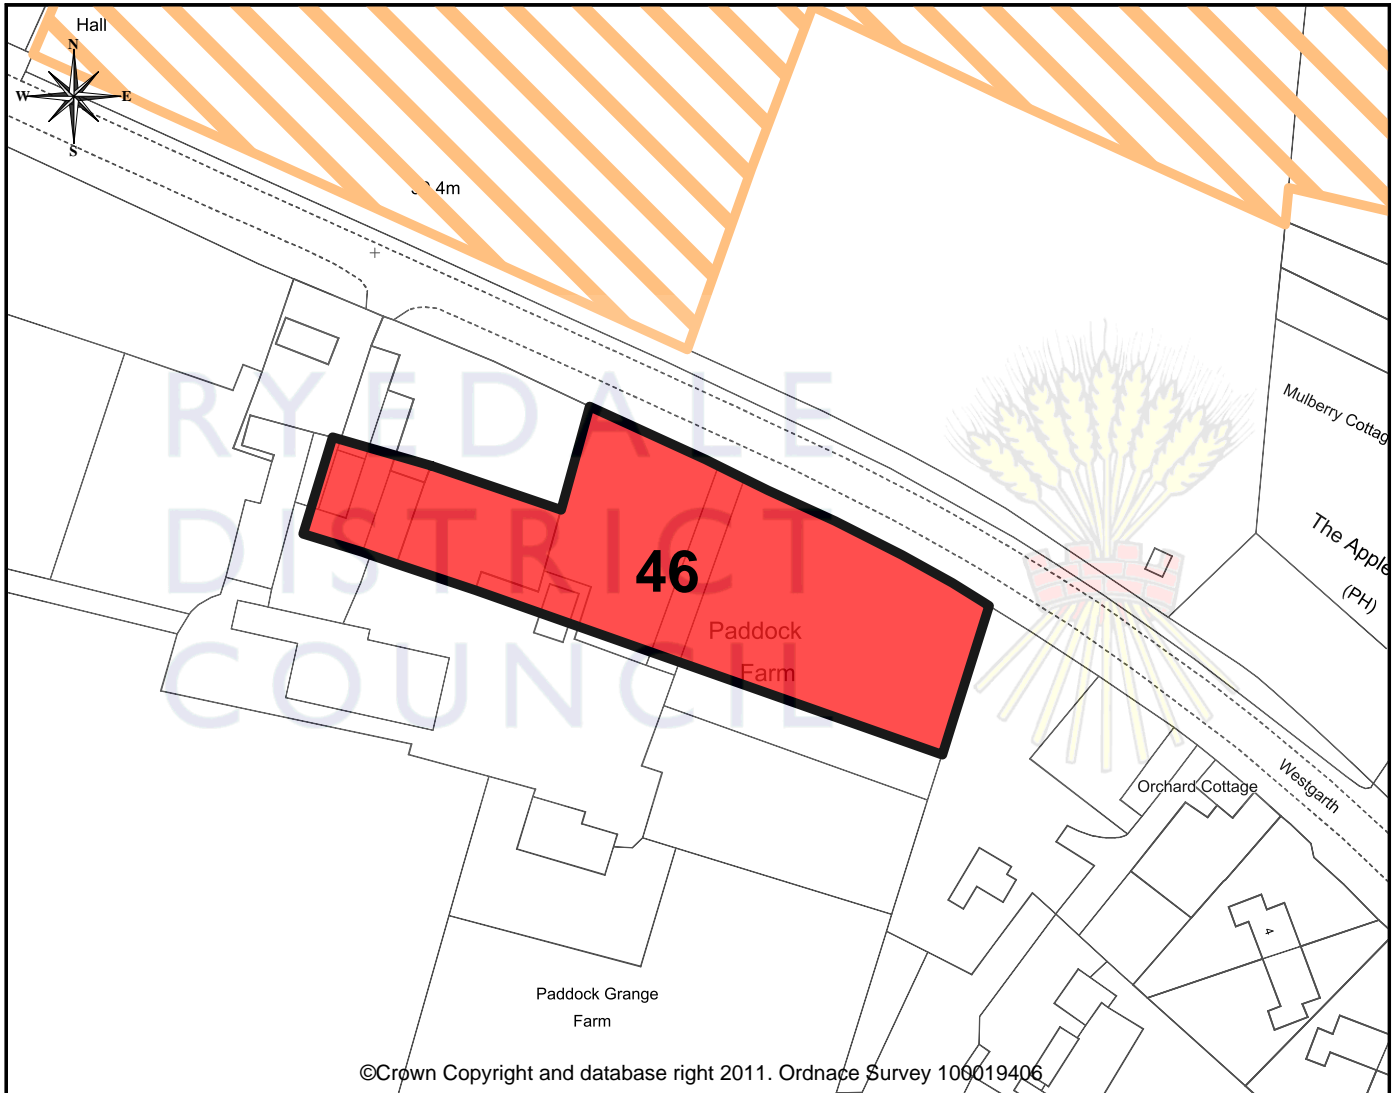 Hall
N
W E
S
4m
RYEDALE
DISTRICT
COUNCIL
Mulberry Cottag
The Apple
(PH)
46
Paddock
Farm
Orchard Cottage
Westgarth
4
Paddock Grange
Farm
©Crown Copyright and database right 2011. Ordnace Survey 100019406